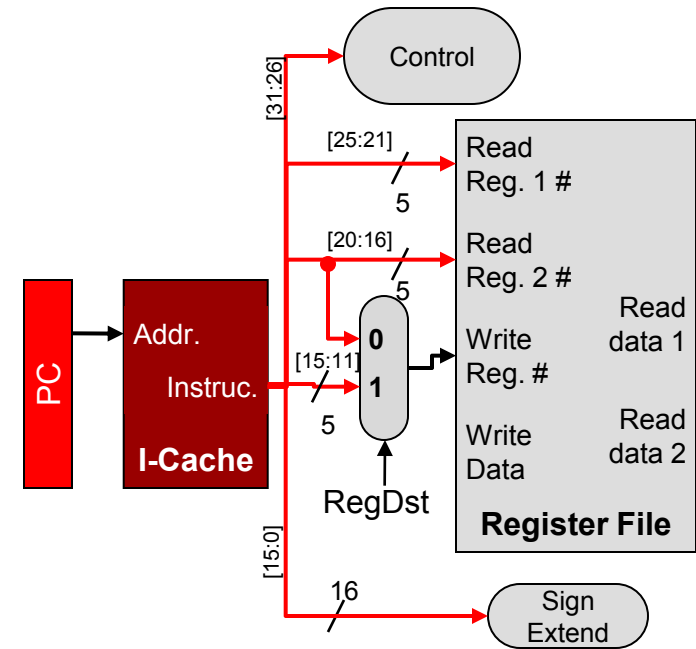 Control
[31:26]
[25:21]
5
Read
Reg. 1 #
[20:16]
5
Read
Reg. 2 #
PC
Addr.
Instruc.
I-Cache
0
[15:11]
1
5
RegDst
Write
Reg. #
Write
Data
Read
data 1
Read
data 2
Register File
[15:0]
16
Sign
Extend